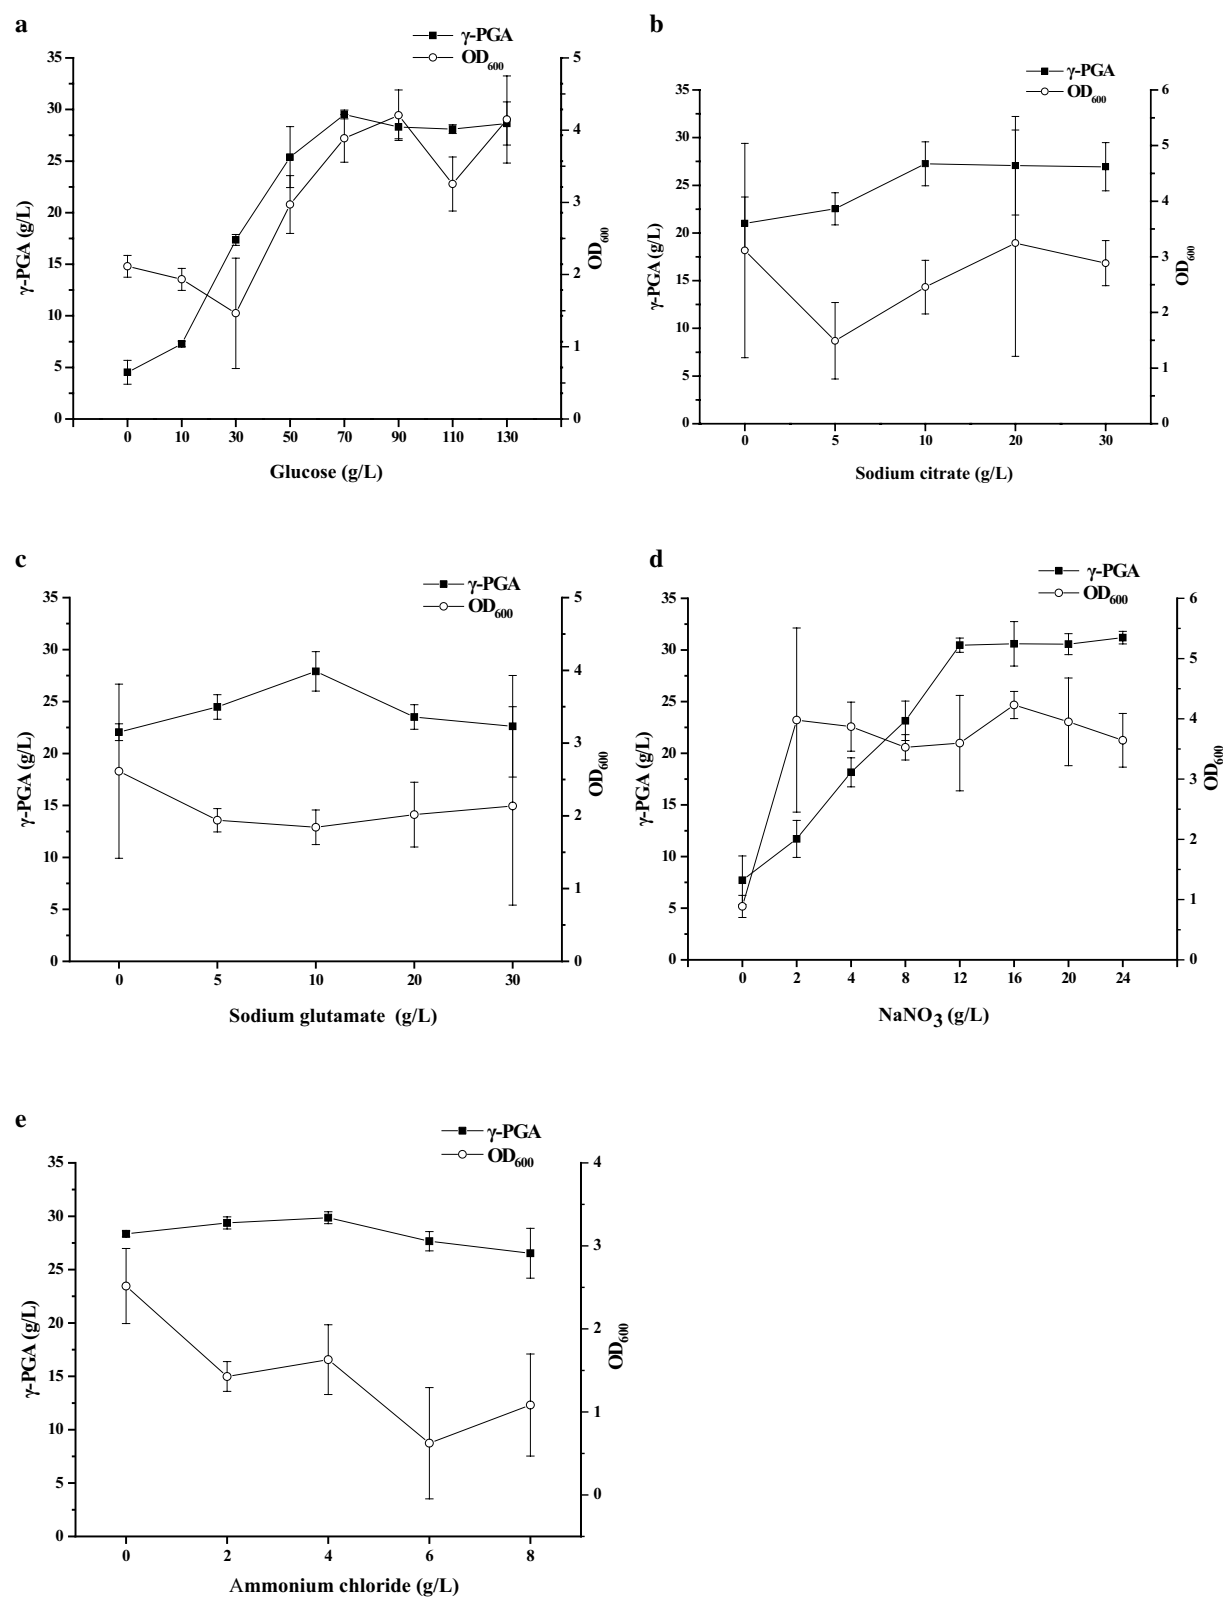 a
γ-PGA
OD600
35
30
25
20
15
10
5
0
γ-PGA (g/L)
5
4
3
2
1
0
OD600
0 10 30 50 70 90 110 130
Glucose (g/L)
b
γ-PGA
OD600
35
30
25
20
15
10
5
0
γ-PGA (g/L)
6
5
4
3
2
1
0
OD600
0 5 10 20 30
Sodium citrate (g/L)
c
γ-PGA
OD600
35
30
25
20
15
10
5
0
γ-PGA (g/L)
5
4
3
2
1
0
OD600
0 5 10 20 30
Sodium glutamate (g/L)
d
γ-PGA
OD600
35
30
25
20
15
10
5
0
γ-PGA (g/L)
6
5
4
3
2
1
0
OD600
0 2 4 8 12 16 20 24
NaNO3 (g/L)
e
γ-PGA
OD600
35
30
25
20
15
10
5
0
γ-PGA (g/L)
4
3
2
1
0
OD600
0 2 4 6 8
Ammonium chloride (g/L)